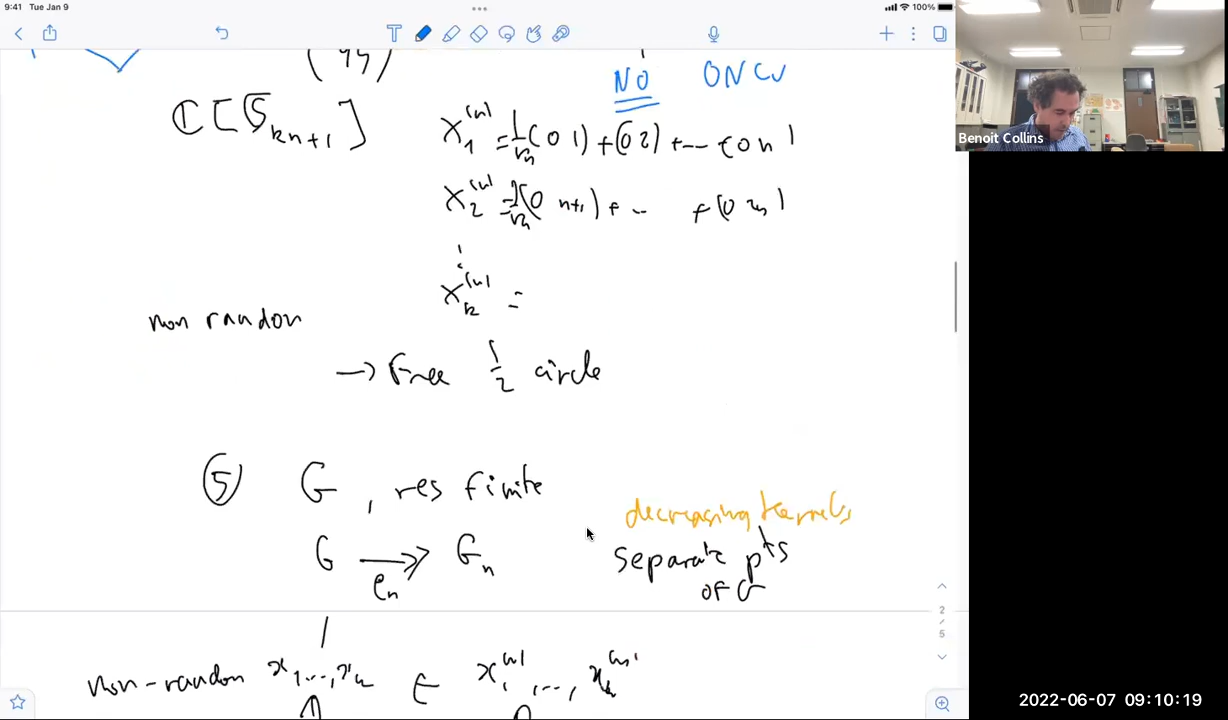 9:41 Tue Jan 9
100%
NO ONCV
ℂ[S_{kn+1}]
x_1^{(n)} = 1/√n (0 1) + (0 2) + --- (0 n)
x_2^{(n)} = 1/√n (0 n+1) + -- + (0 2n)
⋮
x_k^{(n)} =
non random
→ Free 1/2 circle
⑤ G, res finite
decreasing kernels
G ↠ G_n
separate pts
of G
non-random x_1, ..., x_k ∈ x_1^{(n)}, ..., x_k^{(n)}
2
/
5
Benoit Collins
2022-06-07 09:10:19